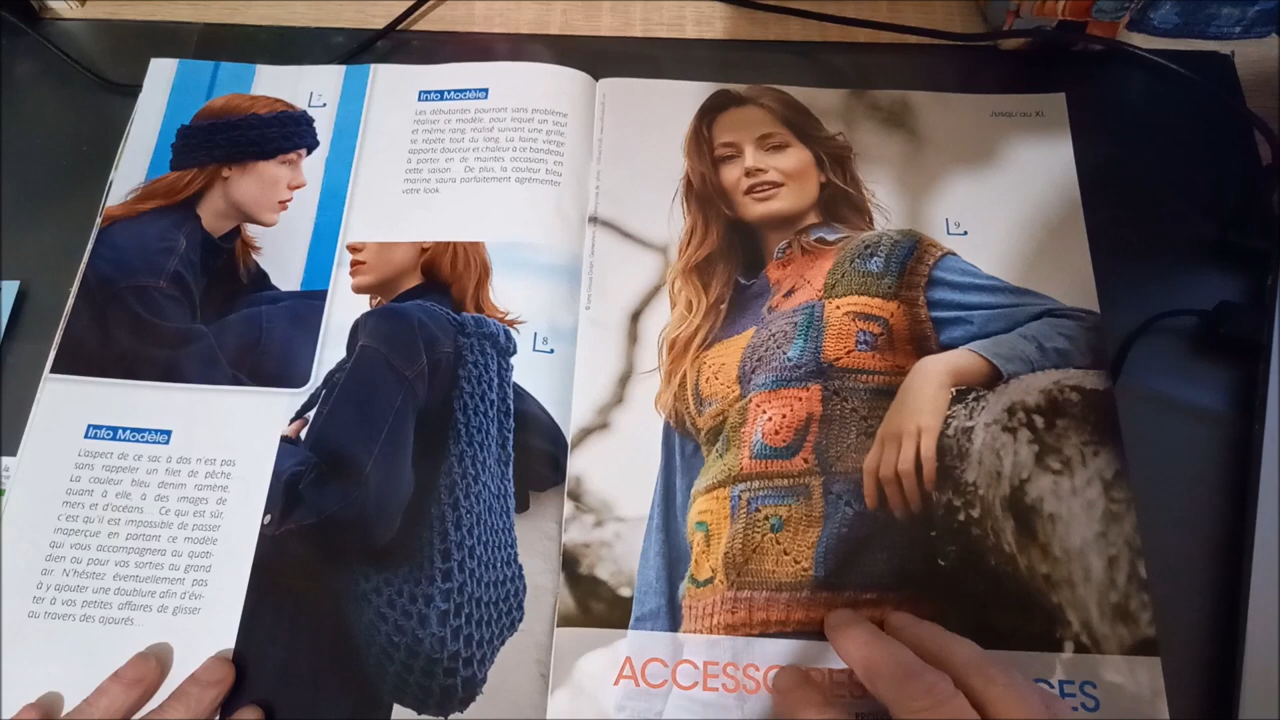 7
Info Modèle
Les débutantes pourront sans problème
réaliser ce modèle, pour lequel un seul
et même rang, réalisé suivant une grille,
se répète tout du long. La laine vierge
apporte douceur et chaleur à ce bandeau
à porter en de maintes occasions en
cette saison... De plus, la couleur bleu
marine saura parfaitement agrémenter
votre look.
8
Info Modèle
L'aspect de ce sac à dos n'est pas
sans rappeler un filet de pêche.
La couleur bleu denim ramène,
quant à elle, à des images de
mers et d'océans... Ce qui est sûr,
c'est qu'il est impossible de passer
inaperçue en portant ce modèle
qui vous accompagnera au quoti-
dien ou pour vos sorties au grand
air. N'hésitez éventuellement pas
à y ajouter une doublure afin d'évi-
ter à vos petites affaires de glisser
au travers des ajourés...
Jusqu'au XL
9